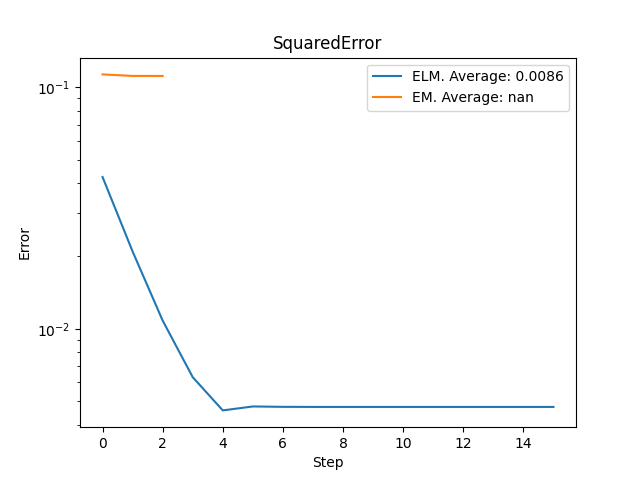 SquaredError
ELM. Average: 0.0086
EM. Average: nan
Error
10⁻¹
10⁻²
0 2 4 6 8 10 12 14
Step